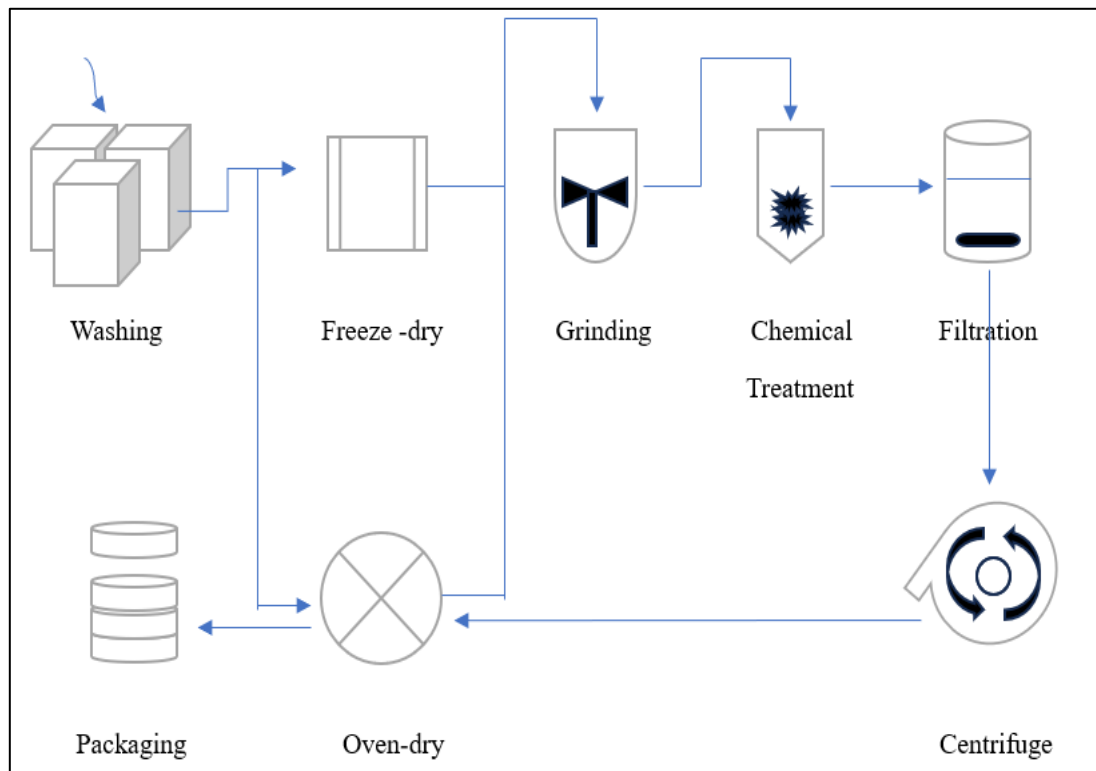 Washing
Freeze -dry
Grinding
Chemical
Treatment
Filtration
Packaging
Oven-dry
Centrifuge